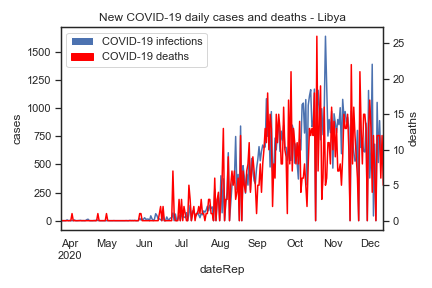 New COVID-19 daily cases and deaths - Libya
COVID-19 infections
COVID-19 deaths
1500
1250
1000
750
500
250
0
cases
25
20
15
10
5
0
deaths
Apr May Jun Jul Aug Sep Oct Nov Dec
2020
dateRep